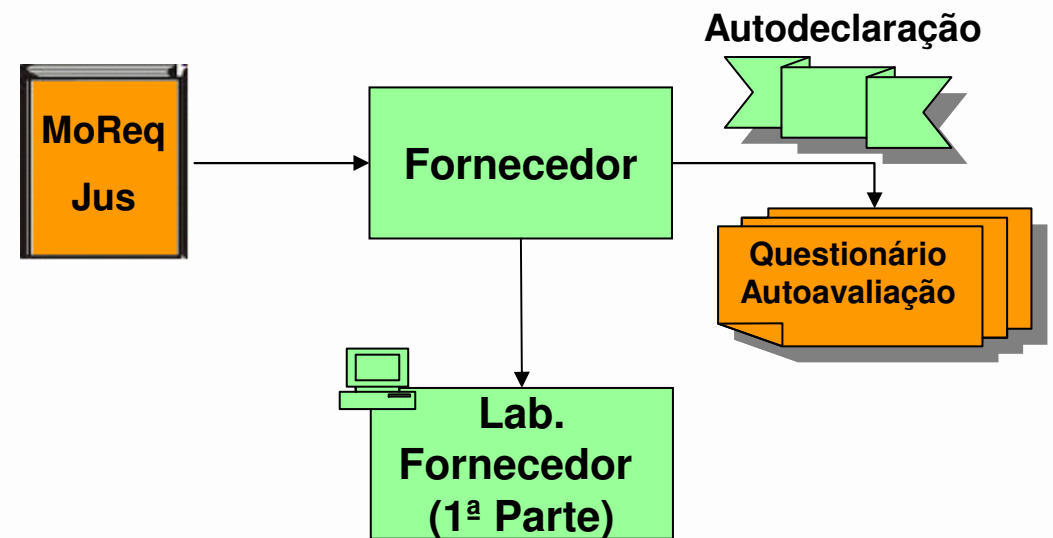 Autodeclaração
MoReq
Jus
Fornecedor
Questionário
Autoavaliação
Lab.
Fornecedor
(1ª Parte)